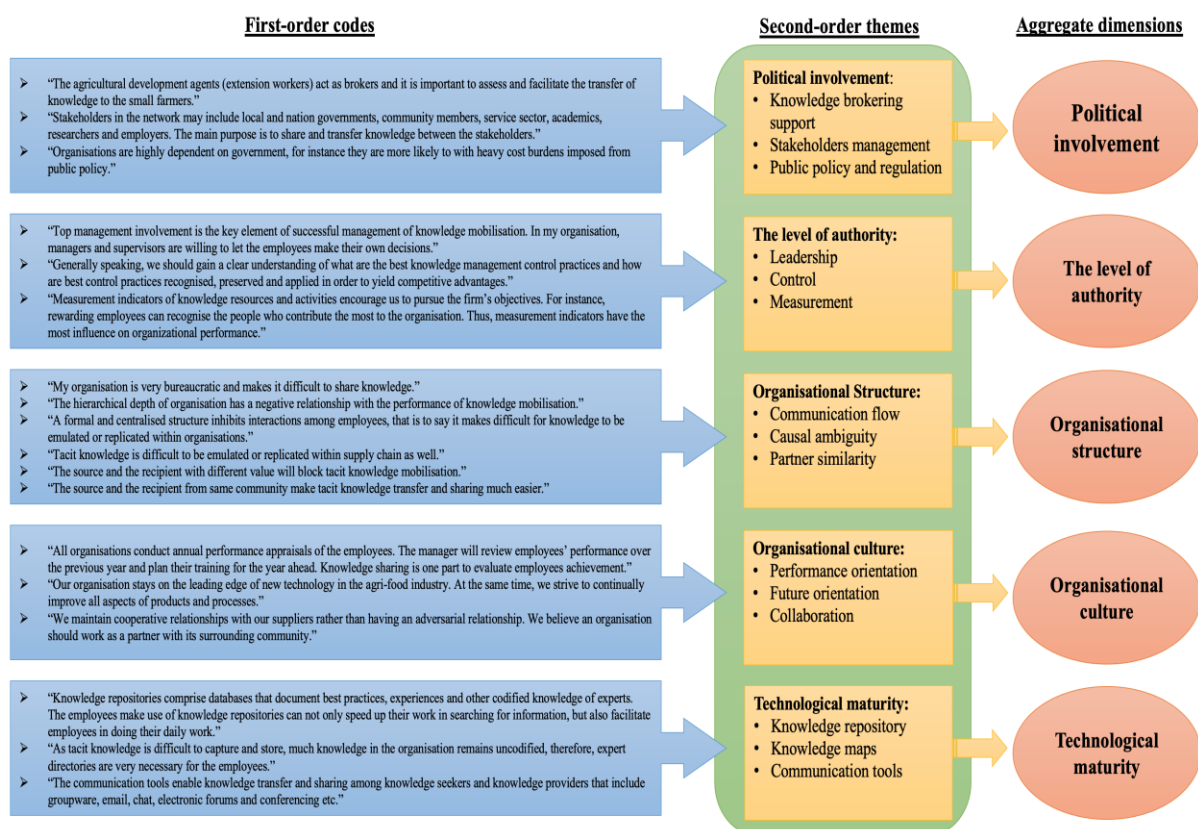 First-order codes
Second-order themes
Aggregate dimensions
➢ “The agricultural development agents (extension workers) act as brokers and it is important to assess and facilitate the transfer of
knowledge to the small farmers.”
➢ “Stakeholders in the network may include local and nation governments, community members, service sector, academics,
researchers and employers. The main purpose is to share and transfer knowledge between the stakeholders.”
➢ “Organisations are highly dependent on government, for instance they are more likely to with heavy cost burdens imposed from
public policy.”
Political involvement:
• Knowledge brokering
support
• Stakeholders management
• Public policy and regulation
Political
involvement
➢ “Top management involvement is the key element of successful management of knowledge mobilisation. In my organisation,
managers and supervisors are willing to let the employees make their own decisions.”
➢ “Generally speaking, we should gain a clear understanding of what are the best knowledge management control practices and how
are best control practices recognised, preserved and applied in order to yield competitive advantages.”
➢ “Measurement indicators of knowledge resources and activities encourage us to pursue the firm’s objectives. For instance,
rewarding employees can recognise the people who contribute the most to the organisation. Thus, measurement indicators have the
most influence on organizational performance.”
The level of authority:
• Leadership
• Control
• Measurement
The level of
authority
➢ “My organisation is very bureaucratic and makes it difficult to share knowledge.”
➢ “The hierarchical depth of organisation has a negative relationship with the performance of knowledge mobilisation.”
➢ “A formal and centralised structure inhibits interactions among employees, that is to say it makes difficult for knowledge to be
emulated or replicated within organisations.”
➢ “Tacit knowledge is difficult to be emulated or replicated within supply chain as well.”
➢ “The source and the recipient with different value will block tacit knowledge mobilisation.”
➢ “The source and the recipient from same community make tacit knowledge transfer and sharing much easier.”
Organisational Structure:
• Communication flow
• Causal ambiguity
• Partner similarity
Organisational
structure
➢ “All organisations conduct annual performance appraisals of the employees. The manager will review employees’ performance over
the previous year and plan their training for the year ahead. Knowledge sharing is one part to evaluate employees achievement.”
➢ “Our organisation stays on the leading edge of new technology in the agri-food industry. At the same time, we strive to continually
improve all aspects of products and processes.”
➢ “We maintain cooperative relationships with our suppliers rather than having an adversarial relationship. We believe an organisation
should work as a partner with its surrounding community.”
Organisational culture:
• Performance orientation
• Future orientation
• Collaboration
Organisational
culture
➢ “Knowledge repositories comprise databases that document best practices, experiences and other codified knowledge of experts.
The employees make use of knowledge repositories can not only speed up their work in searching for information, but also facilitate
employees in doing their daily work.”
➢ “As tacit knowledge is difficult to capture and store, much knowledge in the organisation remains uncodified, therefore, expert
directories are very necessary for the employees.”
➢ “The communication tools enable knowledge transfer and sharing among knowledge seekers and knowledge providers that include
groupware, email, chat, electronic forums and conferencing etc.”
Technological maturity:
• Knowledge repository
• Knowledge maps
• Communication tools
Technological
maturity